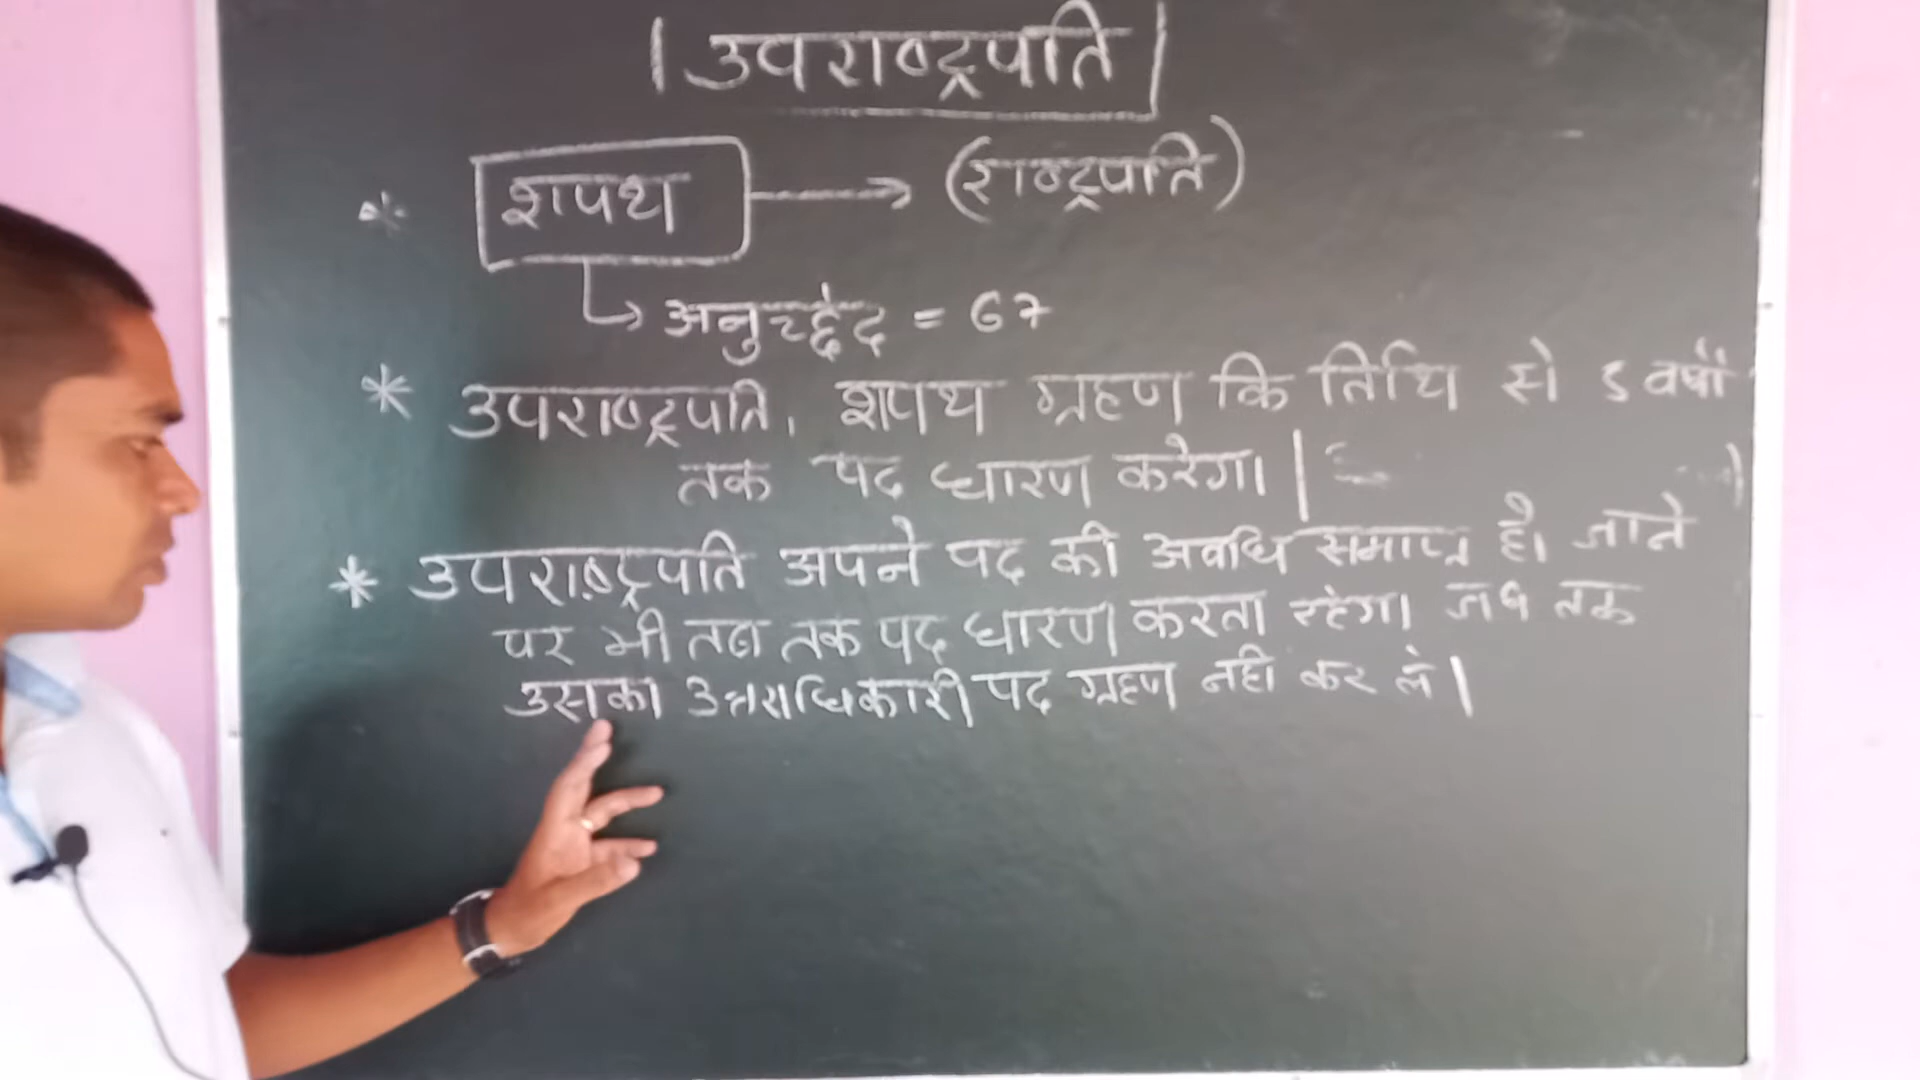 उपराष्ट्रपति
* शपथ → (राष्ट्रपति)
↳ अनुच्छेद = 67
* उपराष्ट्रपति, शपथ ग्रहण कि तिथि से 5 वर्षों
तक पद धारण करेगा |
* उपराष्ट्रपति अपने पद की अवधि समाप्त हो जाने
पर भी तब तक पद धारण करता रहेगा जब तक
उसका उत्तराधिकारी पद ग्रहण नही कर ले |